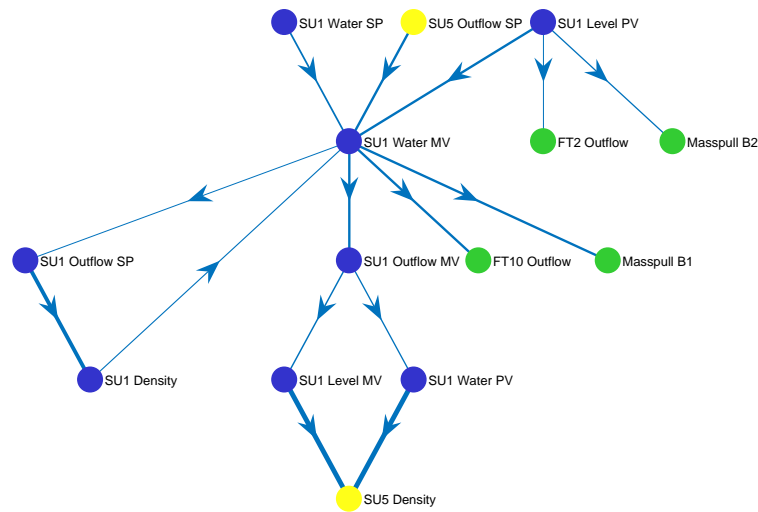 SU1 Water SP
SU5 Outflow SP
SU1 Level PV
SU1 Water MV
FT2 Outflow
Masspull B2
SU1 Outflow SP
SU1 Outflow MV
FT10 Outflow
Masspull B1
SU1 Density
SU1 Level MV
SU1 Water PV
SU5 Density